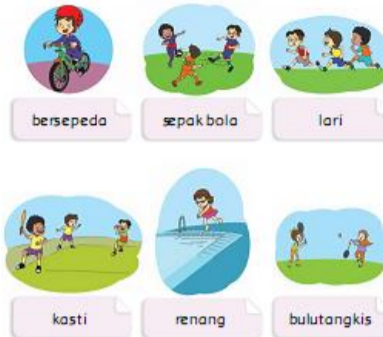 bersepeda
sepak bola
lari
kasti
renang
bulutangkis